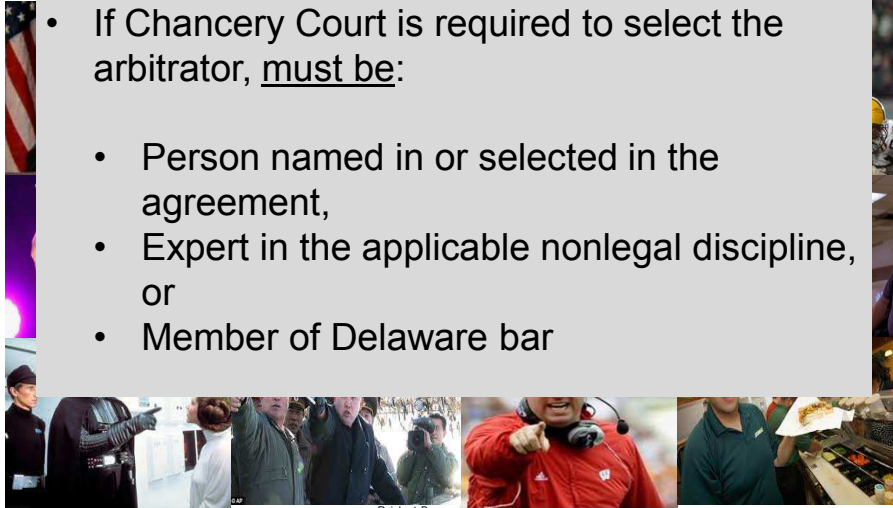 • If Chancery Court is required to select the
arbitrator, must be:
• Person named in or selected in the
agreement,
• Expert in the applicable nonlegal discipline,
or
• Member of Delaware bar
AP
W